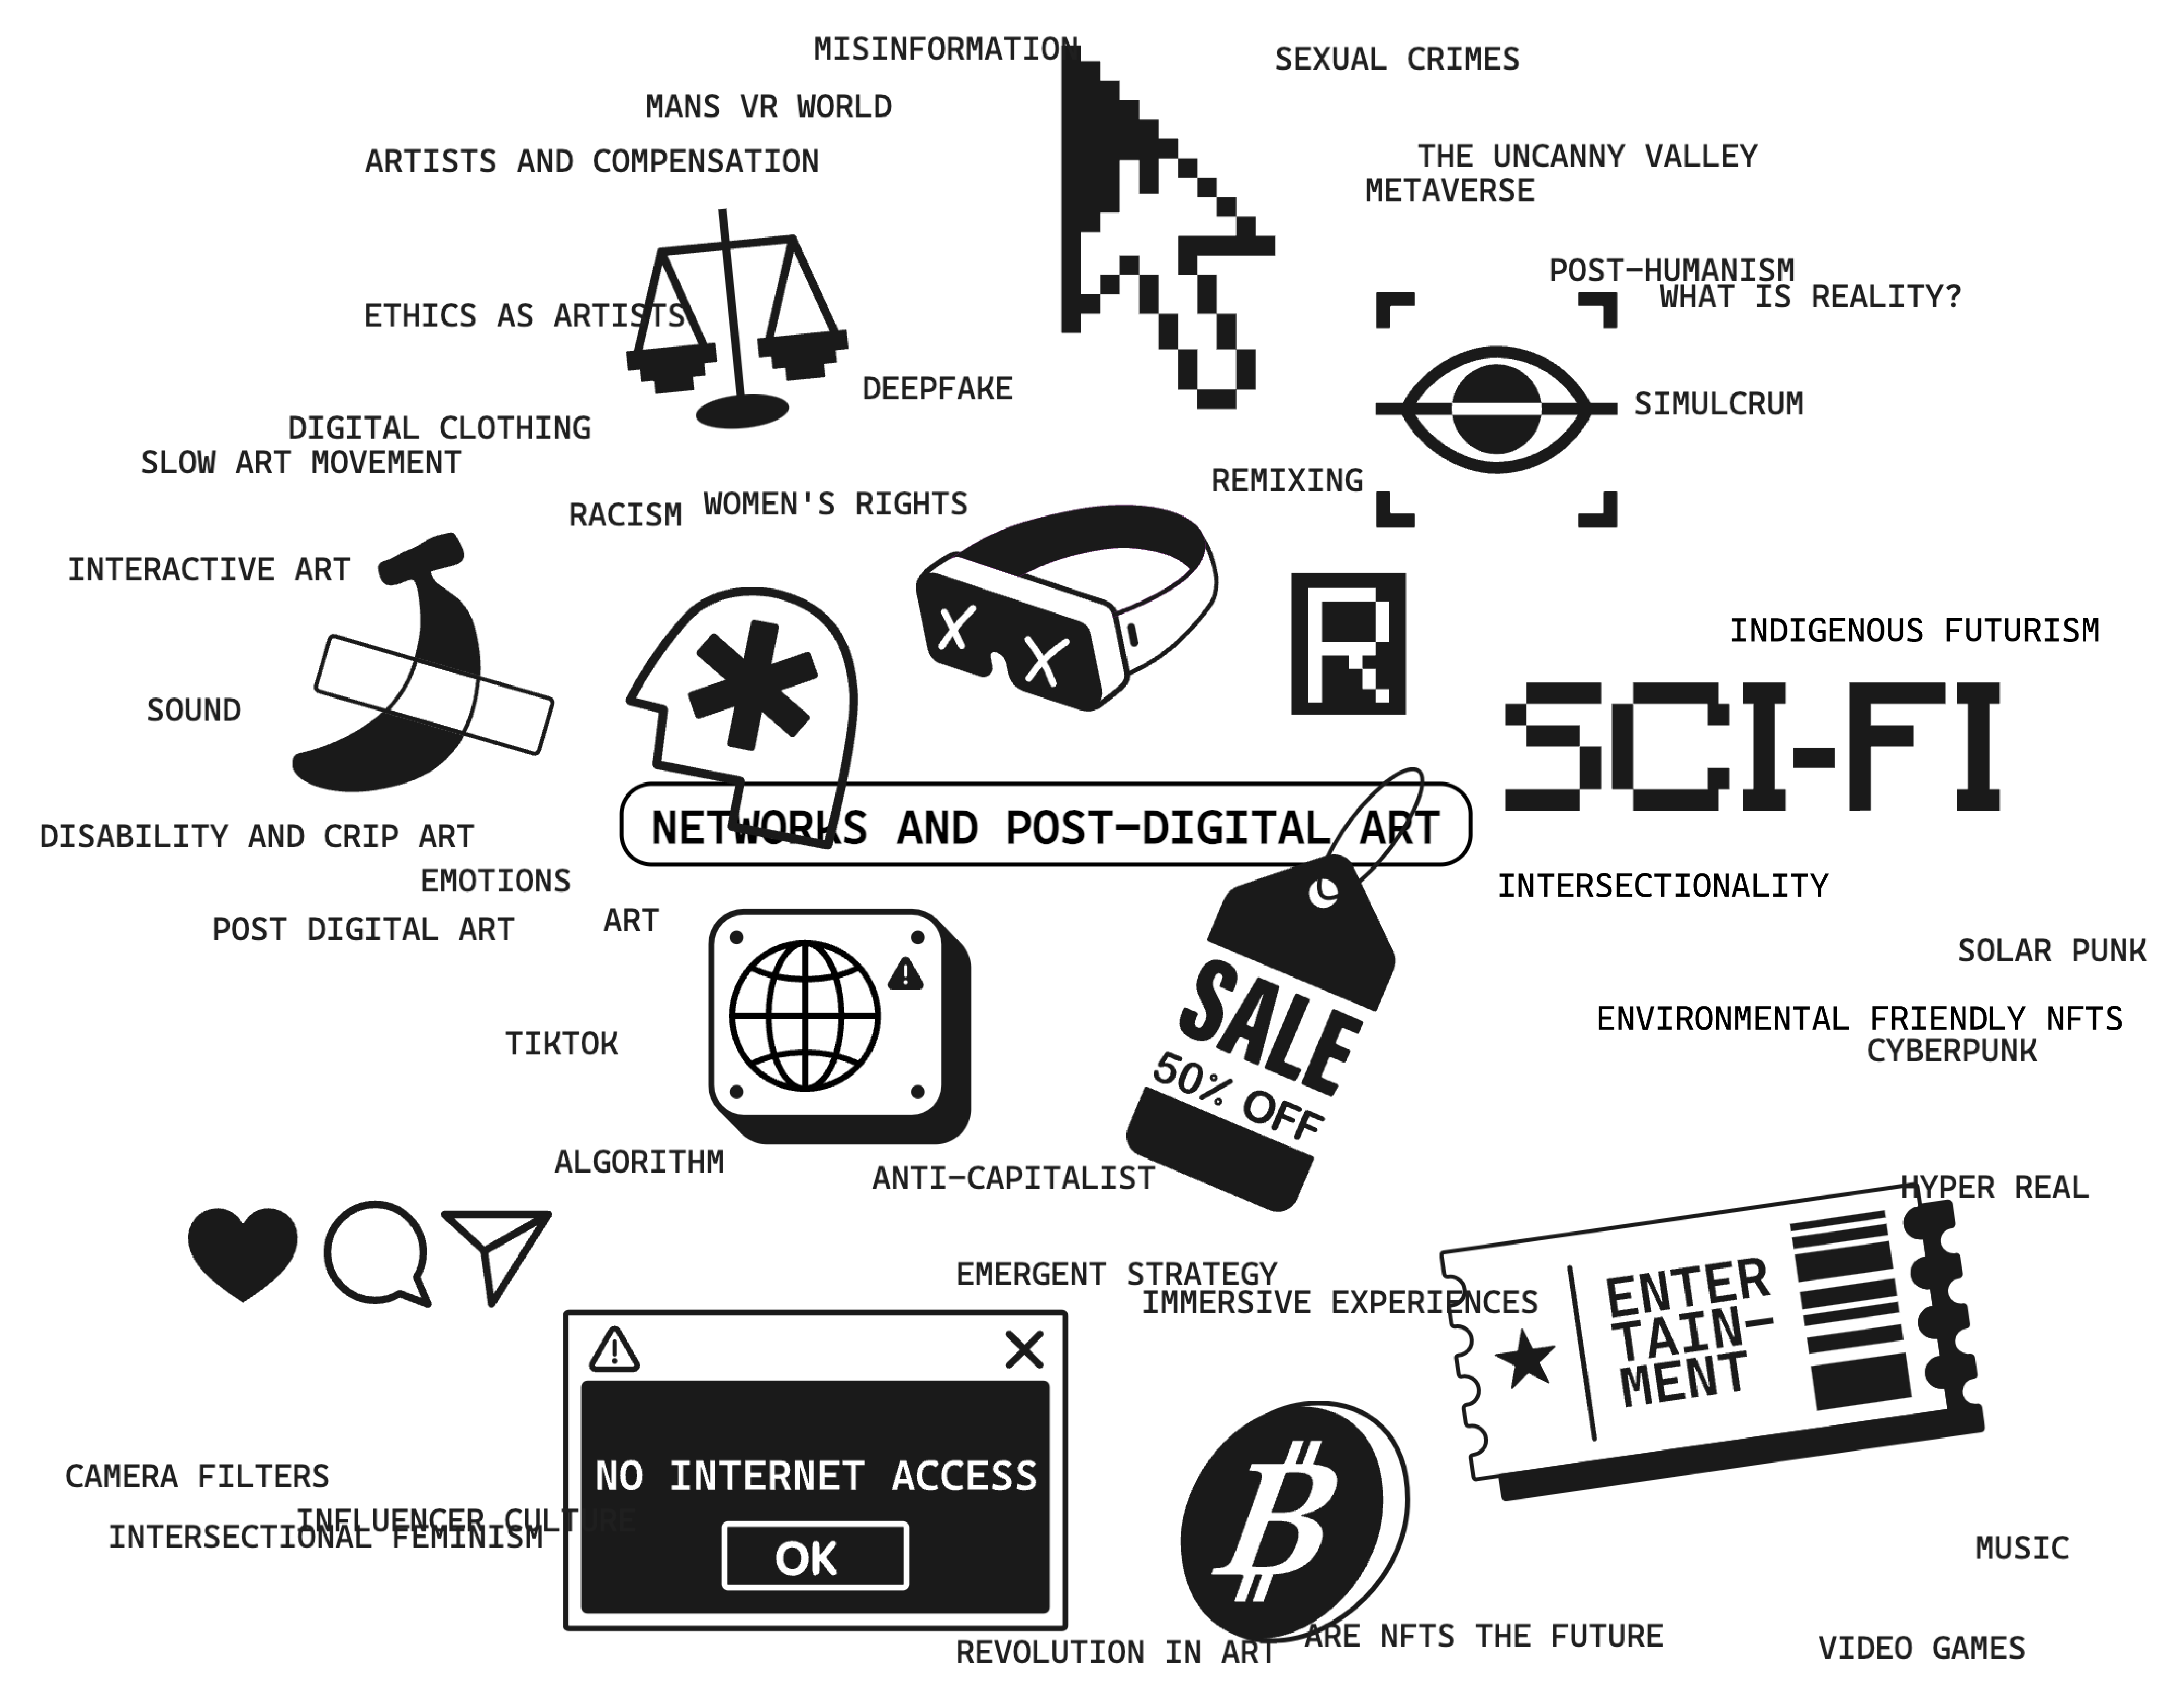 MISINFORMATION
SEXUAL CRIMES
MANS VR WORLD
ARTISTS AND COMPENSATION
THE UNCANNY VALLEY
METAVERSE
POST-HUMANISM
WHAT IS REALITY?
ETHICS AS ARTISTS
DEEPFAKE
SIMULCRUM
DIGITAL CLOTHING
SLOW ART MOVEMENT
REMIXING
RACISM
WOMEN'S RIGHTS
INTERACTIVE ART
R
INDIGENOUS FUTURISM
SOUND
SCI-FI
NETWORKS AND POST-DIGITAL ART
DISABILITY AND CRIP ART
EMOTIONS
INTERSECTIONALITY
POST DIGITAL ART
ART
SOLAR PUNK
SALE
50% OFF
ENVIRONMENTAL FRIENDLY NFTS
CYBERPUNK
TIKTOK
ALGORITHM
ANTI-CAPITALIST
HYPER REAL
EMERGENT STRATEGY
IMMERSIVE EXPERIENCES
ENTER
TAIN-
MENT
NO INTERNET ACCESS
OK
B
CAMERA FILTERS
INFLUENCER CULTURE
INTERSECTIONAL FEMINISM
MUSIC
REVOLUTION IN ART
ARE NFTS THE FUTURE
VIDEO GAMES